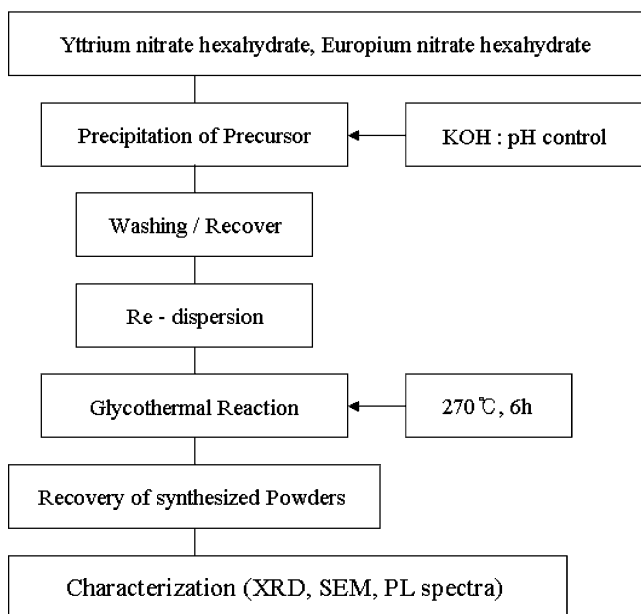 Yttrium nitrate hexahydrate, Europium nitrate hexahydrate
Precipitation of Precursor
KOH : pH control
Washing / Recover
Re - dispersion
Glycothermal Reaction
270℃, 6h
Recovery of synthesized Powders
Characterization (XRD, SEM, PL spectra)